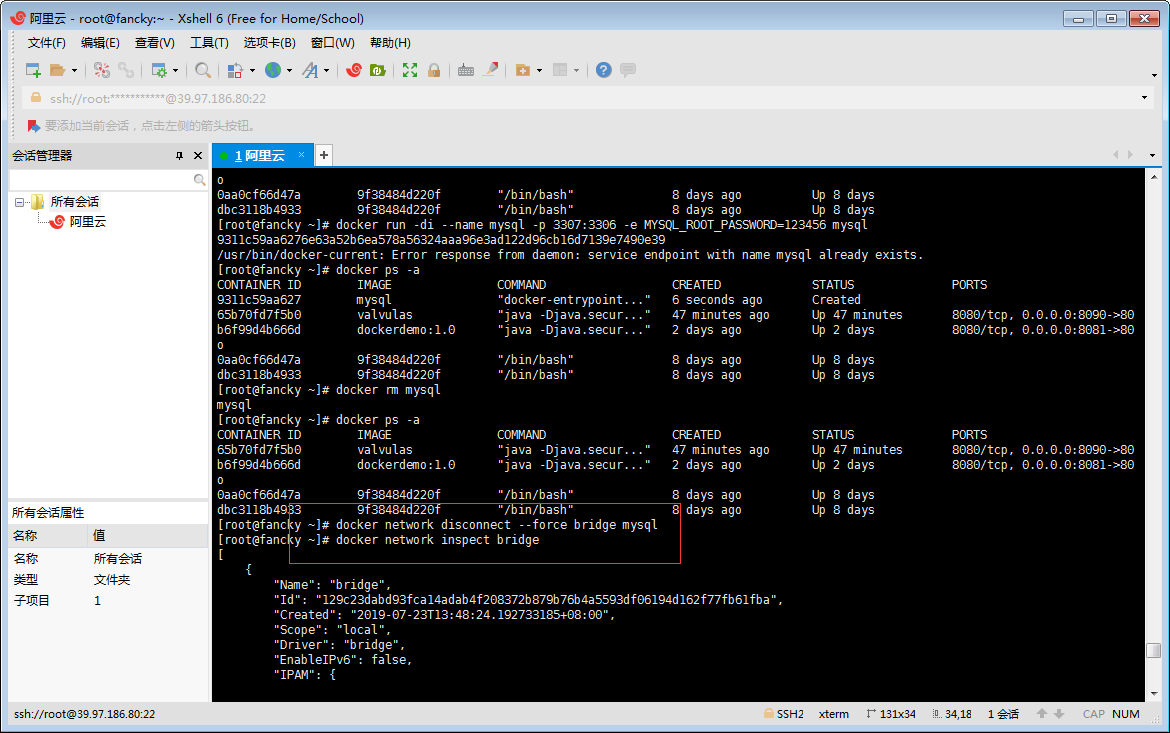 阿里云 - root@fancky:~ - Xshell 6 (Free for Home/School)
文件(F) 编辑(E) 查看(V) 工具(T) 选项卡(B) 窗口(W) 帮助(H)
ssh://root:***********@39.97.186.80:22
要添加当前会话，点击左侧的箭头按钮。
会话管理器
1 阿里云 × +
所有会话
阿里云
所有会话属性
名称 值
名称 所有会话
类型 文件夹
子项目 1
o
0aa0cf66d47a 9f38484d220f "/bin/bash" 8 days ago Up 8 days
dbc3118b4933 9f38484d220f "/bin/bash" 8 days ago Up 8 days
[root@fancky ~]# docker run -di --name mysql -p 3307:3306 -e MYSQL_ROOT_PASSWORD=123456 mysql
9311c59aa6276e63a52b6ea578a56324aaa96e3ad122d96cb16d7139e7490e39
/usr/bin/docker-current: Error response from daemon: service endpoint with name mysql already exists.
[root@fancky ~]# docker ps -a
CONTAINER ID IMAGE COMMAND CREATED STATUS PORTS
9311c59aa627 mysql "docker-entrypoint..." 6 seconds ago Created
65b70fd7f5b0 valvulas "java -Djava.secur..." 47 minutes ago Up 47 minutes 8080/tcp, 0.0.0.0:8090->80
b6f99d4b666d dockerdemo:1.0 "java -Djava.secur..." 2 days ago Up 2 days 8080/tcp, 0.0.0.0:8081->80
o
0aa0cf66d47a 9f38484d220f "/bin/bash" 8 days ago Up 8 days
dbc3118b4933 9f38484d220f "/bin/bash" 8 days ago Up 8 days
[root@fancky ~]# docker rm mysql
mysql
[root@fancky ~]# docker ps -a
CONTAINER ID IMAGE COMMAND CREATED STATUS PORTS
65b70fd7f5b0 valvulas "java -Djava.secur..." 47 minutes ago Up 47 minutes 8080/tcp, 0.0.0.0:8090->80
b6f99d4b666d dockerdemo:1.0 "java -Djava.secur..." 2 days ago Up 2 days 8080/tcp, 0.0.0.0:8081->80
o
0aa0cf66d47a 9f38484d220f "/bin/bash" 8 days ago Up 8 days
dbc3118b4933 9f38484d220f "/bin/bash" 8 days ago Up 8 days
[root@fancky ~]# docker network disconnect --force bridge mysql
[root@fancky ~]# docker network inspect bridge
[
{
"Name": "bridge",
"Id": "129c23dabd93fca14adab4f208372b879b76b4a5593df06194d162f77fb61fba",
"Created": "2019-07-23T13:48:24.192733185+08:00",
"Scope": "local",
"Driver": "bridge",
"EnableIPv6": false,
"IPAM": {
ssh://root@39.97.186.80:22 SSH2 xterm 131x34 34,18 1 会话 CAP NUM